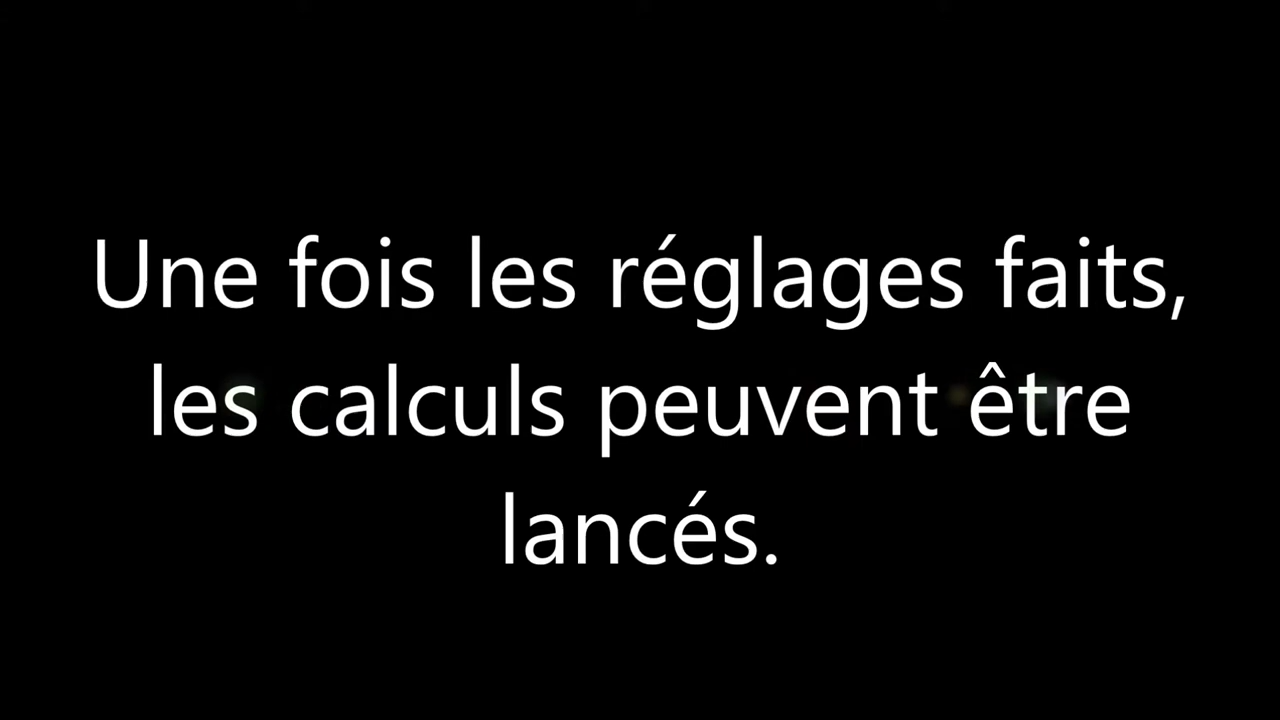 Une fois les réglages faits,
les calculs peuvent être
lancés.